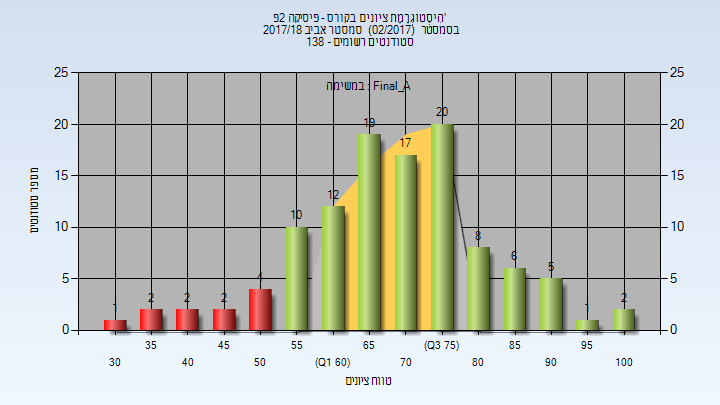 היסטוגרמת ציונים בקורס - פיסיקה 2פ'
בסמסטר (02/2017) סמסטר אביב 2017/18
סטודנטים רשומים - 138
במשימה : Final_A
מספר סטודנטים
25 25
20 20
15 15
10 10
5 5
0 0
1 2 2 2 4 10 12 19 17 20 8 6 5 1 2
35 45 55 65 (Q3 75) 85 95
30 40 50 (Q1 60) 70 80 90 100
טווח ציונים